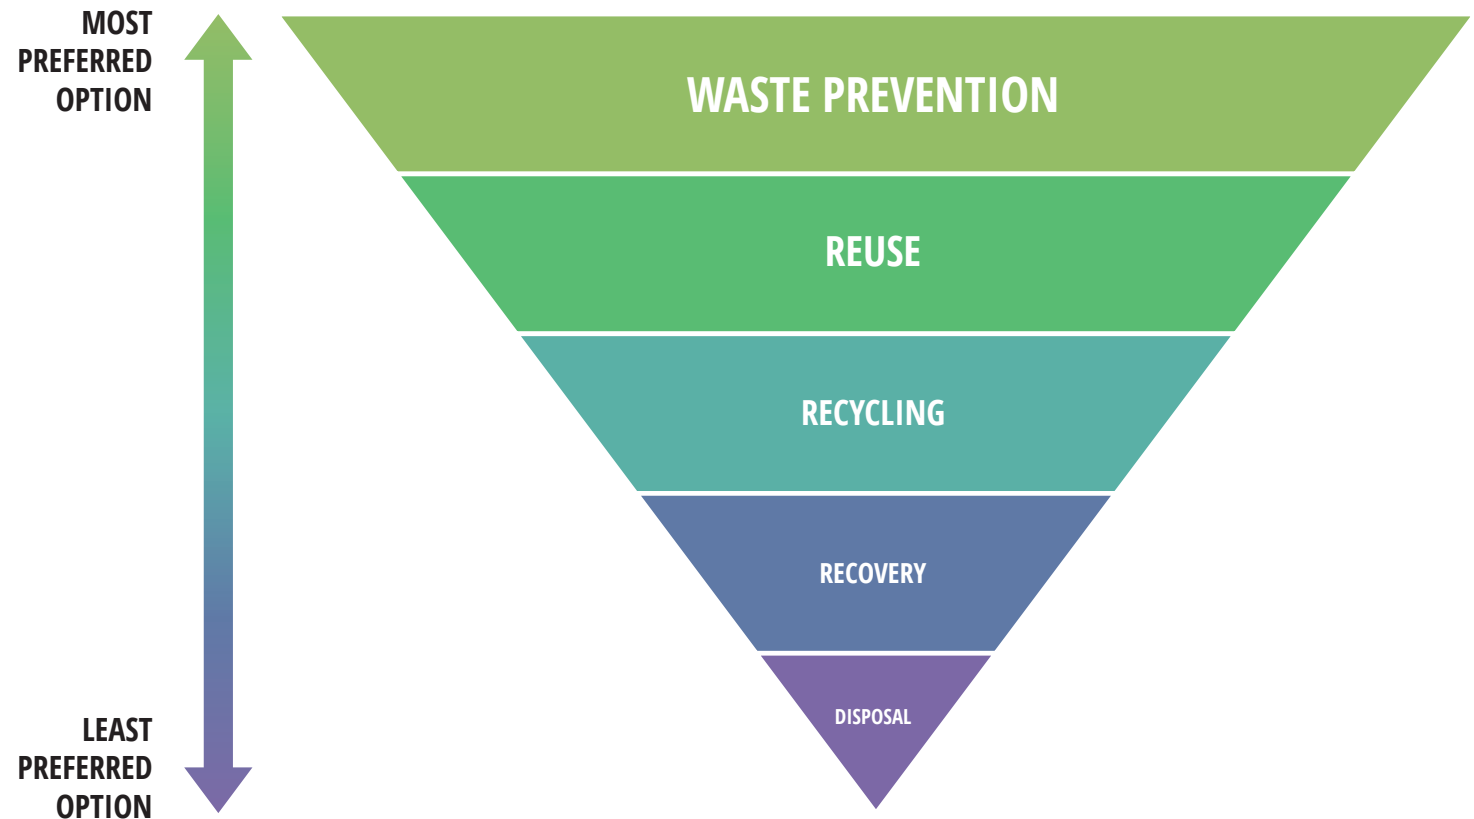 MOST
PREFERRED
OPTION
WASTE PREVENTION
REUSE
RECYCLING
RECOVERY
DISPOSAL
LEAST
PREFERRED
OPTION